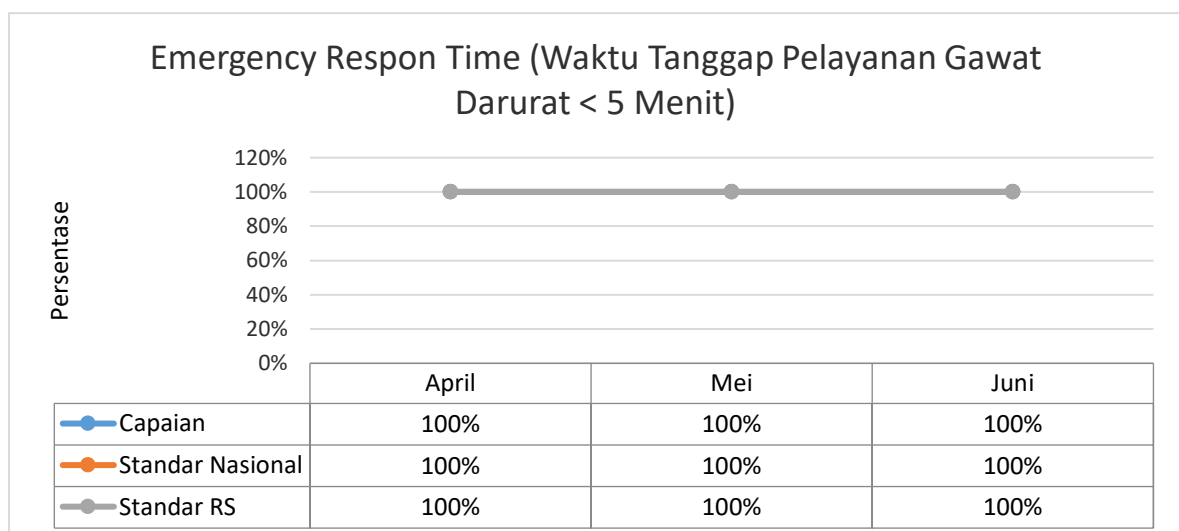 Emergency Respon Time (Waktu Tanggap Pelayanan Gawat
Darurat < 5 Menit)
Persentase
120%
100%
80%
60%
40%
20%
0%
April Mei Juni
Capaian 100% 100% 100%
Standar Nasional 100% 100% 100%
Standar RS 100% 100% 100%